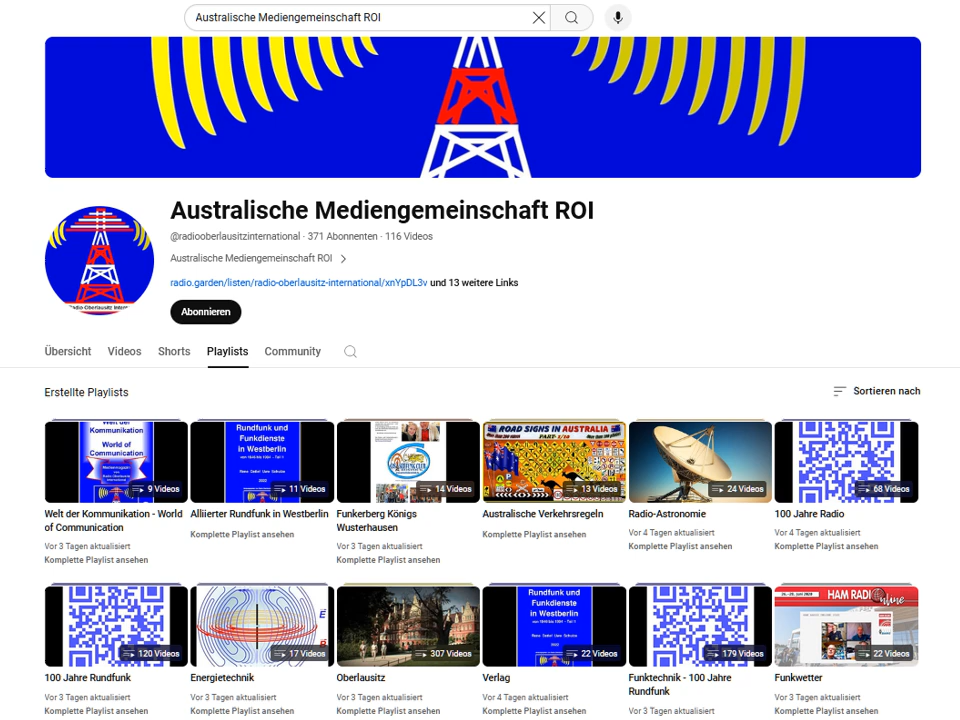 Australische Mediengemeinschaft ROI
Australische Mediengemeinschaft ROI
@radiooberlausitzinternational · 371 Abonnenten · 116 Videos
Australische Mediengemeinschaft ROI
radio.garden/listen/radio-oberlausitz-international/xnYpDL3v und 13 weitere Links
Abonnieren
Übersicht Videos Shorts Playlists Community
Erstellte Playlists
Sortieren nach
Welt der
Kommunikation
World of
Communication
9 Videos
Rundfunk und
Funkdienste
in Westberlin
11 Videos
14 Videos
ROAD SIGNS IN AUSTRALIA
13 Videos
24 Videos
68 Videos
Welt der Kommunikation - World
of Communication
Vor 3 Tagen aktualisiert
Komplette Playlist ansehen
Alliierter Rundfunk in Westberlin
Komplette Playlist ansehen
Funkerberg Königs
Wusterhausen
Vor 3 Tagen aktualisiert
Komplette Playlist ansehen
Australische Verkehrsregeln
Komplette Playlist ansehen
Radio-Astronomie
Vor 4 Tagen aktualisiert
Komplette Playlist ansehen
100 Jahre Radio
Vor 4 Tagen aktualisiert
Komplette Playlist ansehen
120 Videos
17 Videos
307 Videos
Rundfunk und
Funkdienste
in Westberlin
22 Videos
179 Videos
HAM RADIO
22 Videos
100 Jahre Rundfunk
Vor 3 Tagen aktualisiert
Komplette Playlist ansehen
Energietechnik
Vor 3 Tagen aktualisiert
Komplette Playlist ansehen
Oberlausitz
Vor 3 Tagen aktualisiert
Komplette Playlist ansehen
Verlag
Vor 4 Tagen aktualisiert
Komplette Playlist ansehen
Funktechnik - 100 Jahre
Rundfunk
Vor 3 Tagen aktualisiert
Funkwetter
Vor 3 Tagen aktualisiert
Komplette Playlist ansehen